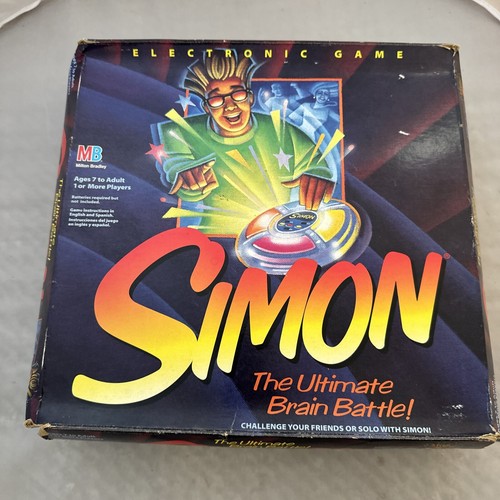 ELECTRONIC GAME
MB
Milton Bradley
Ages 7 to Adult
1 or More Players
Batteries required but
not included.
Game instructions in
English and Spanish.
Instrucciones del juego
en inglés y español.
SIMON
SIMON
The Ultimate
Brain Battle!
CHALLENGE YOUR FRIENDS OR SOLO WITH SIMON!
The Ultimate